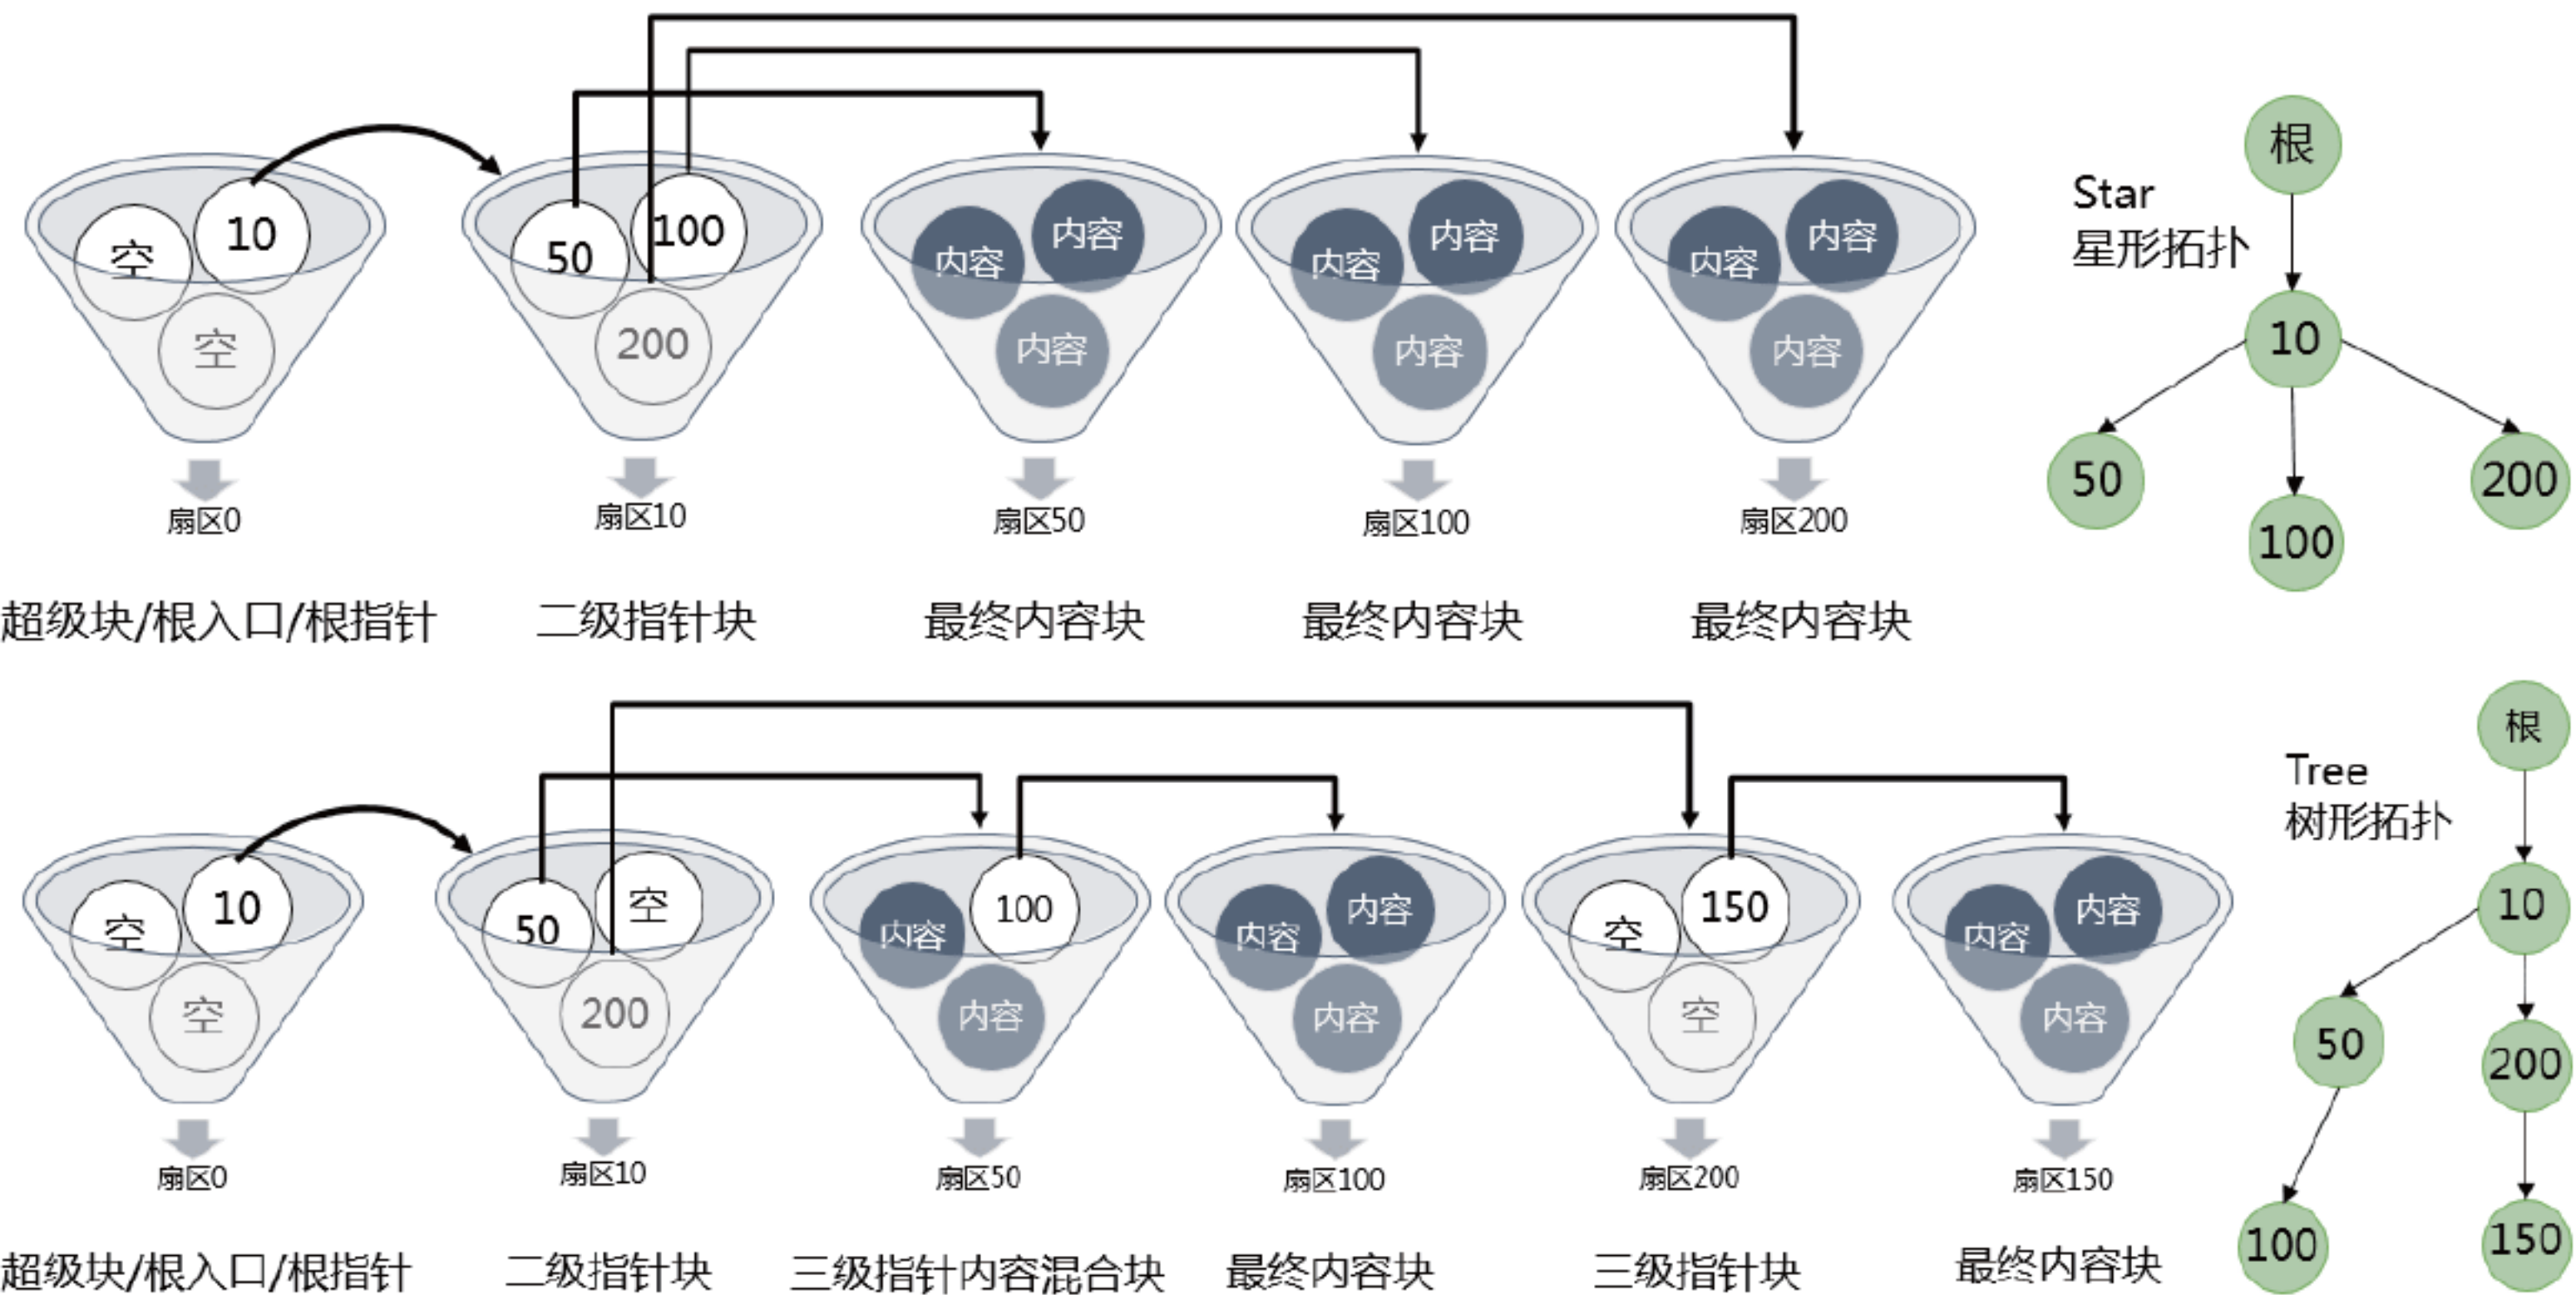 空
10
空
50
100
200
内容
内容
内容
内容
内容
内容
内容
内容
内容
扇区0
扇区10
扇区50
扇区100
扇区200
超级块/根入口/根指针
二级指针块
最终内容块
最终内容块
最终内容块
Star
星形拓扑
根
10
50
100
200
空
10
空
50
空
200
内容
100
内容
内容
内容
内容
空
150
空
内容
内容
内容
扇区0
扇区10
扇区50
扇区100
扇区200
扇区150
超级块/根入口/根指针
二级指针块
三级指针内容混合块
最终内容块
三级指针块
最终内容块
Tree
树形拓扑
根
10
50
200
100
150